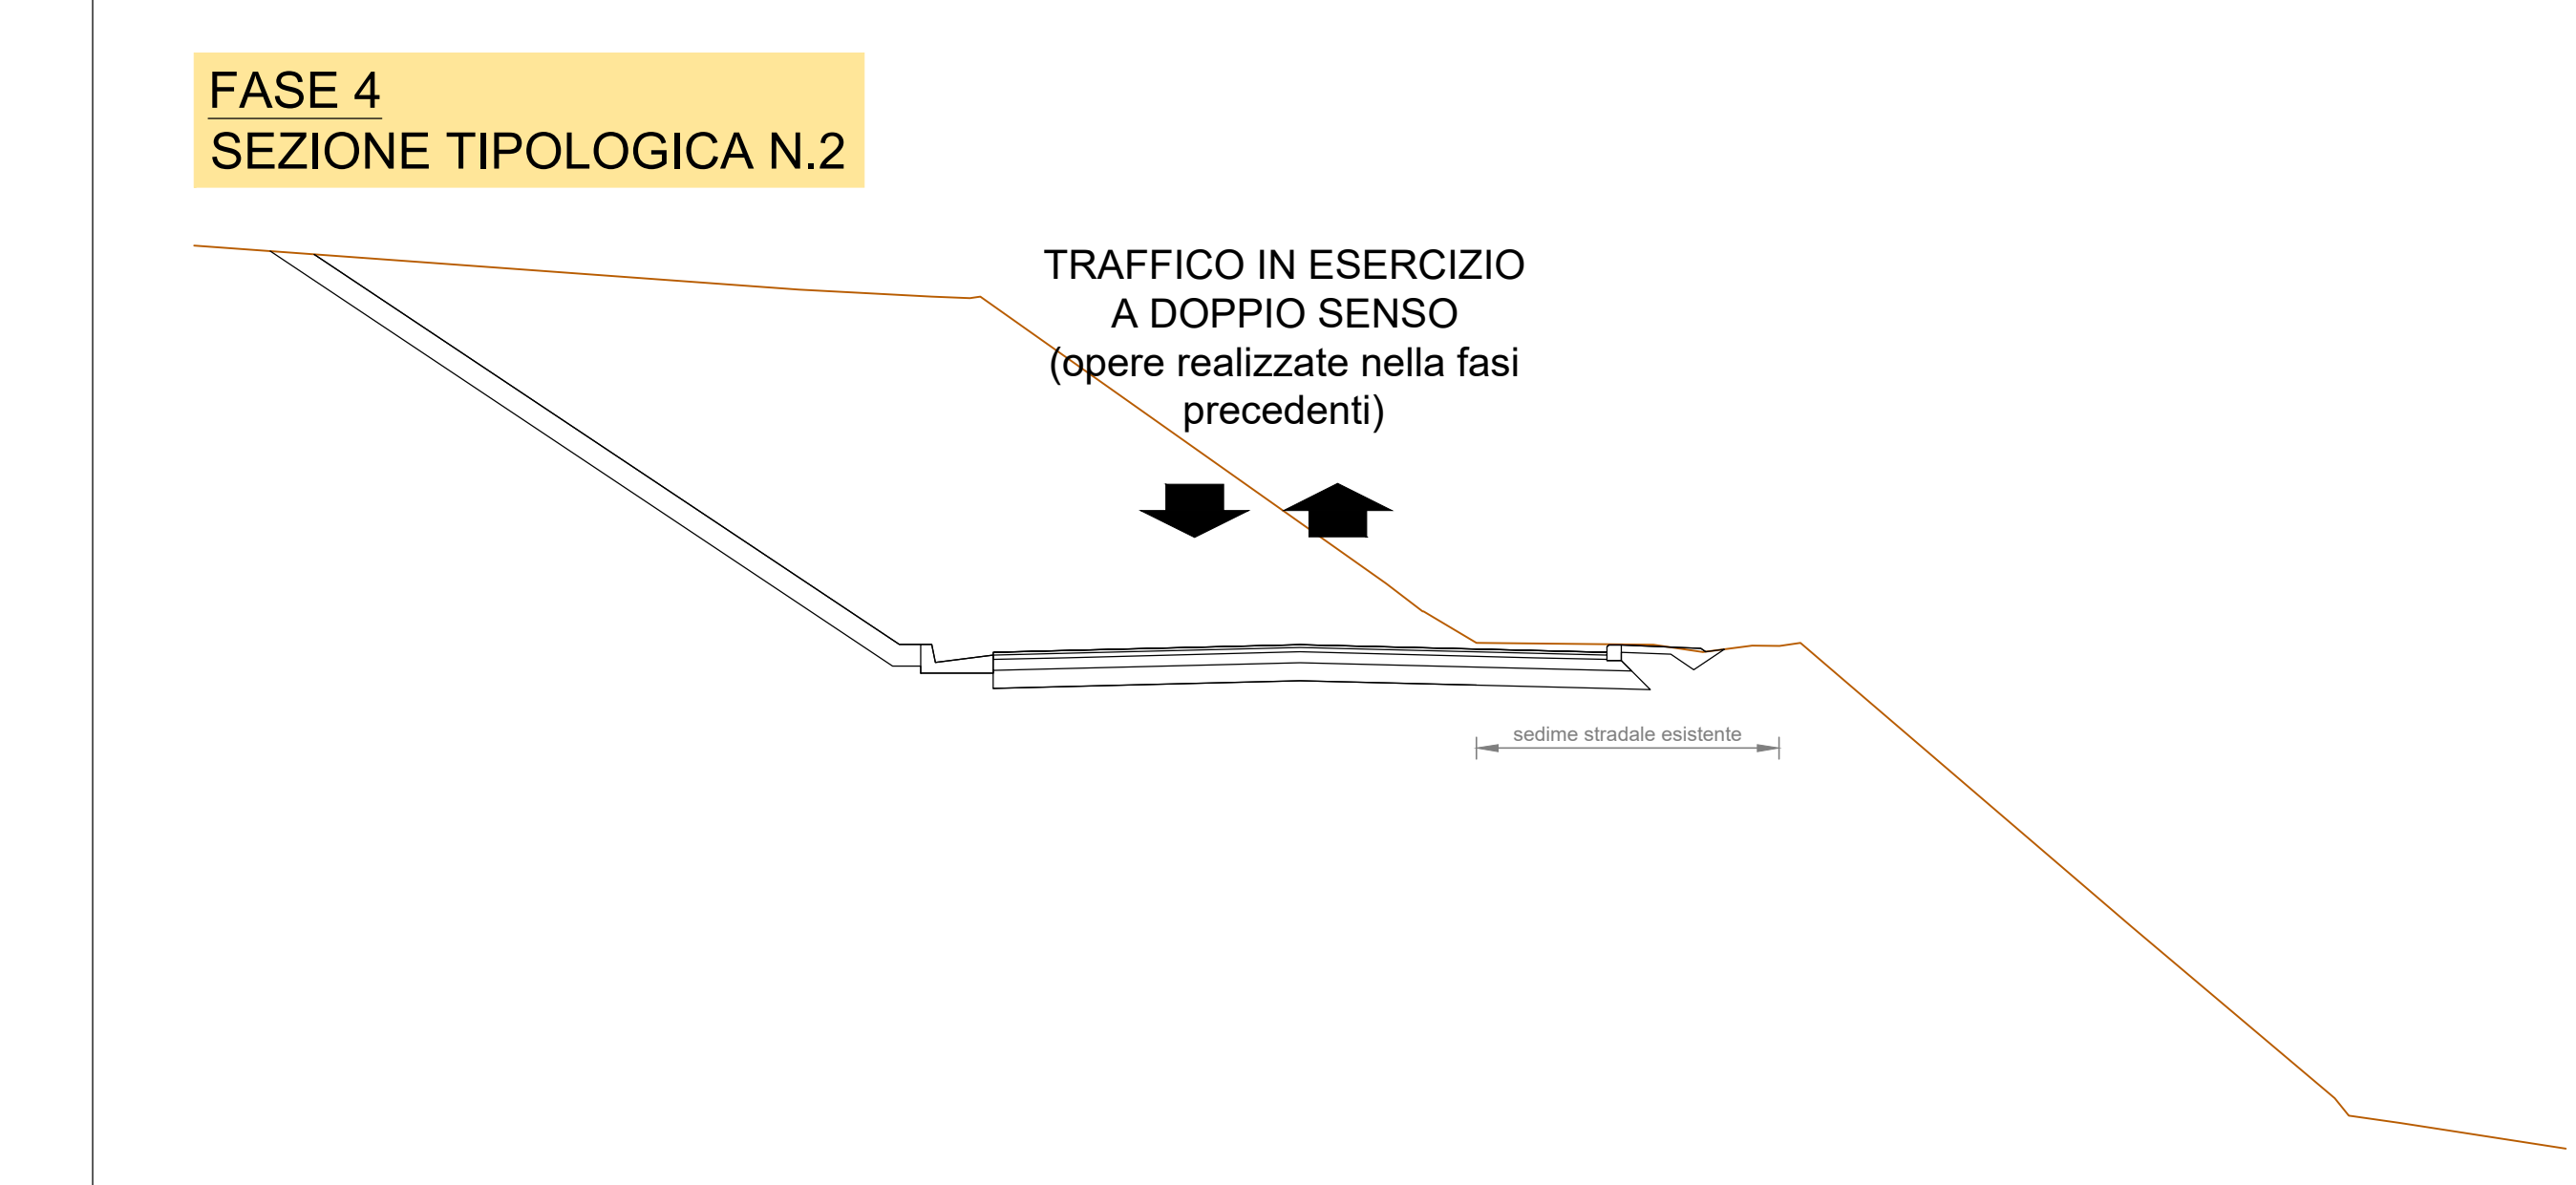 FASE 4
SEZIONE TIPOLOGICA N.2
TRAFFICO IN ESERCIZIO
A DOPPIO SENSO
(opere realizzate nella fasi
precedenti)
sedime stradale esistente